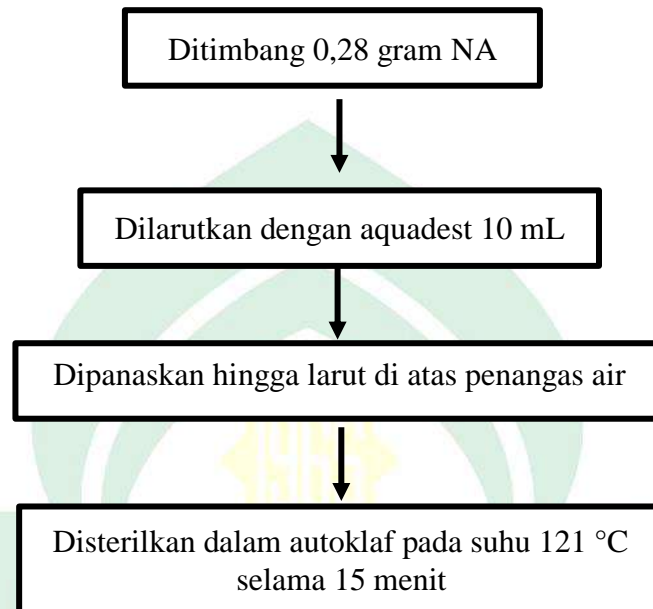 Ditimbang 0,28 gram NA
Dilarutkan dengan aquadest 10 mL
Dipanaskan hingga larut di atas penangas air
Disterilkan dalam autoklaf pada suhu 121 °C
selama 15 menit